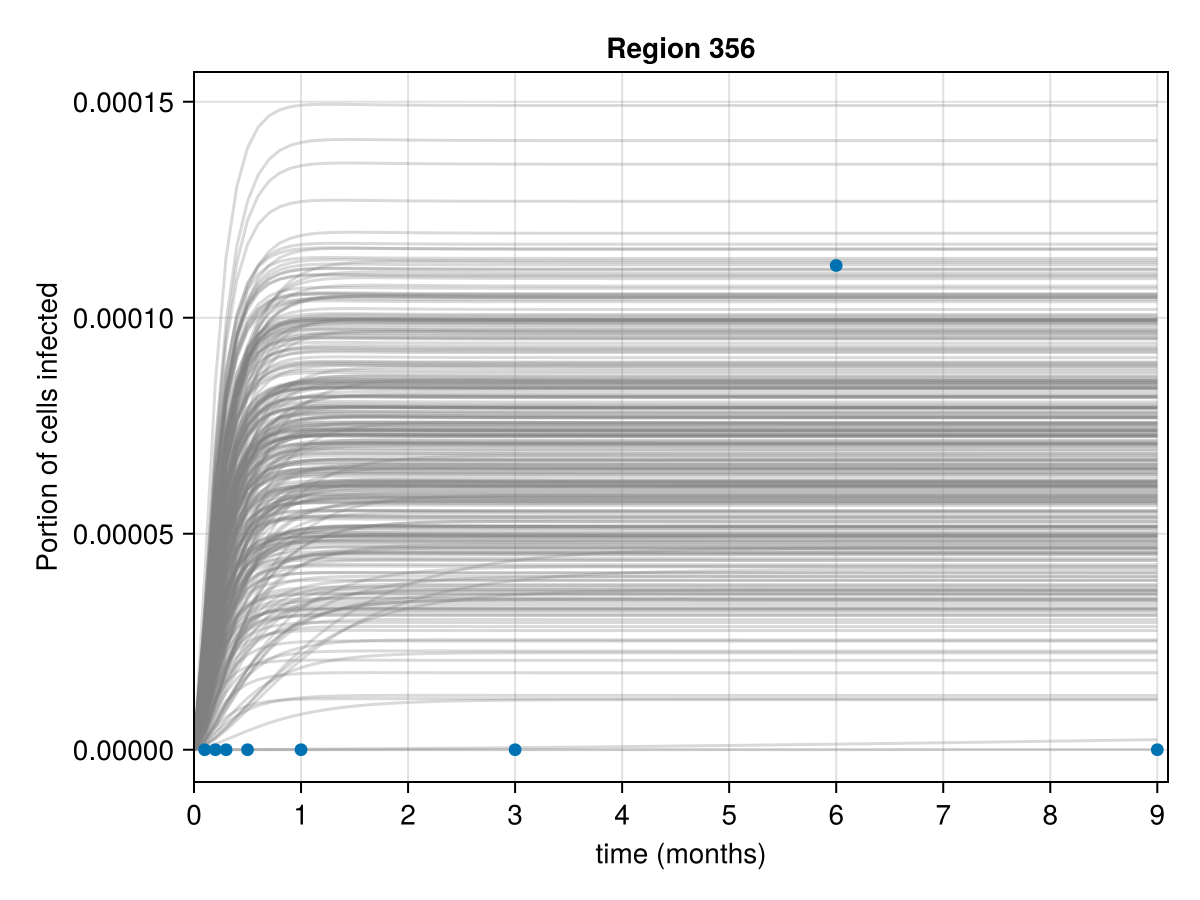 Region 356
Portion of cells infected
0.00015
0.00010
0.00005
0.00000
0 1 2 3 4 5 6 7 8 9
time (months)